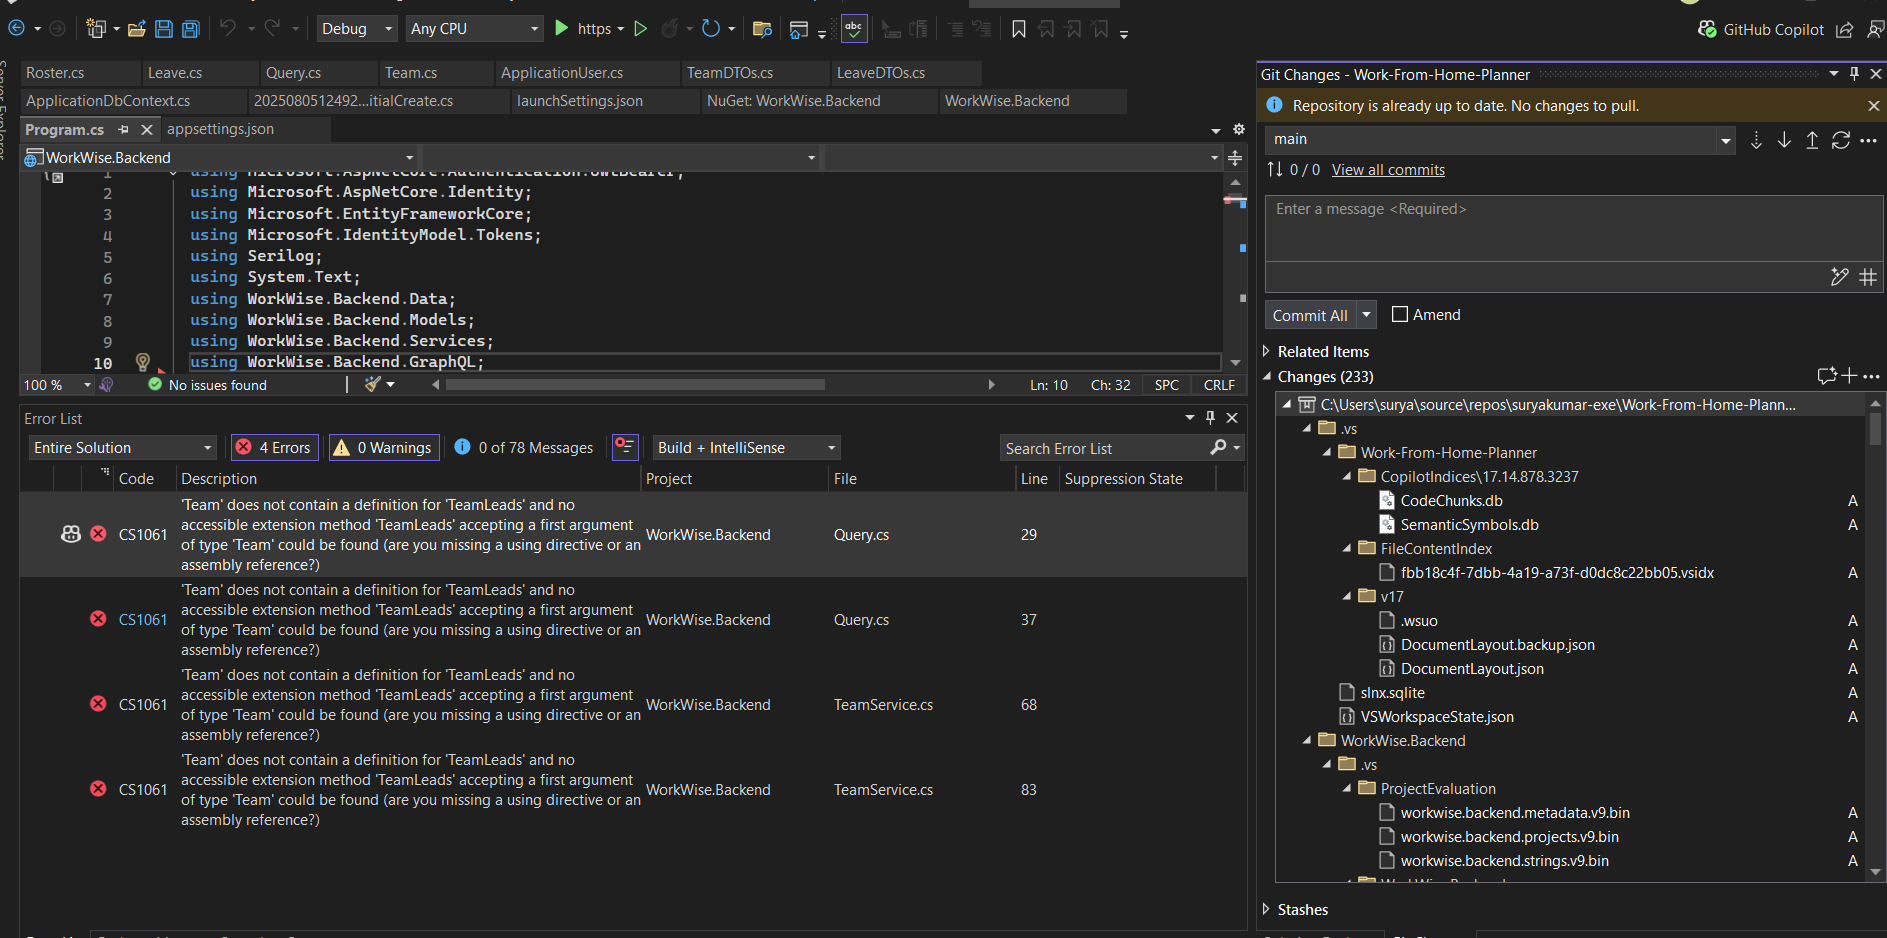 Debug
Any CPU
https
abc
GitHub Copilot
Roster.cs
Leave.cs
Query.cs
Team.cs
ApplicationUser.cs
TeamDTOs.cs
LeaveDTOs.cs
ApplicationDbContext.cs
2025080512492...itialCreate.cs
launchSettings.json
NuGet: WorkWise.Backend
WorkWise.Backend
Program.cs
appsettings.json
WorkWise.Backend
1 using Microsoft.AspNetCore.Authentication.JwtBearer;
2 using Microsoft.AspNetCore.Identity;
3 using Microsoft.EntityFrameworkCore;
4 using Microsoft.IdentityModel.Tokens;
5 using Serilog;
6 using System.Text;
7 using WorkWise.Backend.Data;
8 using WorkWise.Backend.Models;
9 using WorkWise.Backend.Services;
10 using WorkWise.Backend.GraphQL;
100 %
No issues found
Ln: 10
Ch: 32
SPC
CRLF
Error List
Entire Solution
4 Errors
0 Warnings
0 of 78 Messages
Build + IntelliSense
Search Error List
Code
Description
Project
File
Line
Suppression State
CS1061
'Team' does not contain a definition for 'TeamLeads' and no
accessible extension method 'TeamLeads' accepting a first argument
of type 'Team' could be found (are you missing a using directive or an
assembly reference?)
WorkWise.Backend
Query.cs
29
CS1061
'Team' does not contain a definition for 'TeamLeads' and no
accessible extension method 'TeamLeads' accepting a first argument
of type 'Team' could be found (are you missing a using directive or an
assembly reference?)
WorkWise.Backend
Query.cs
37
CS1061
'Team' does not contain a definition for 'TeamLeads' and no
accessible extension method 'TeamLeads' accepting a first argument
of type 'Team' could be found (are you missing a using directive or an
assembly reference?)
WorkWise.Backend
TeamService.cs
68
CS1061
'Team' does not contain a definition for 'TeamLeads' and no
accessible extension method 'TeamLeads' accepting a first argument
of type 'Team' could be found (are you missing a using directive or an
assembly reference?)
WorkWise.Backend
TeamService.cs
83
Git Changes - Work-From-Home-Planner
Repository is already up to date. No changes to pull.
main
0 / 0
View all commits
Enter a message <Required>
Commit All
Amend
Related Items
Changes (233)
C:\Users\surya\source\repos\suryakumar-exe\Work-From-Home-Plann...
.vs
Work-From-Home-Planner
CopilotIndices\17.14.878.3237
CodeChunks.db A
SemanticSymbols.db A
FileContentIndex
fbb18c4f-7dbb-4a19-a73f-d0dc8c22bb05.vsidx A
v17
.wsuo A
DocumentLayout.backup.json A
DocumentLayout.json A
slnx.sqlite A
VSWorkspaceState.json A
WorkWise.Backend
.vs
ProjectEvaluation
workwise.backend.metadata.v9.bin A
workwise.backend.projects.v9.bin A
workwise.backend.strings.v9.bin A
Stashes